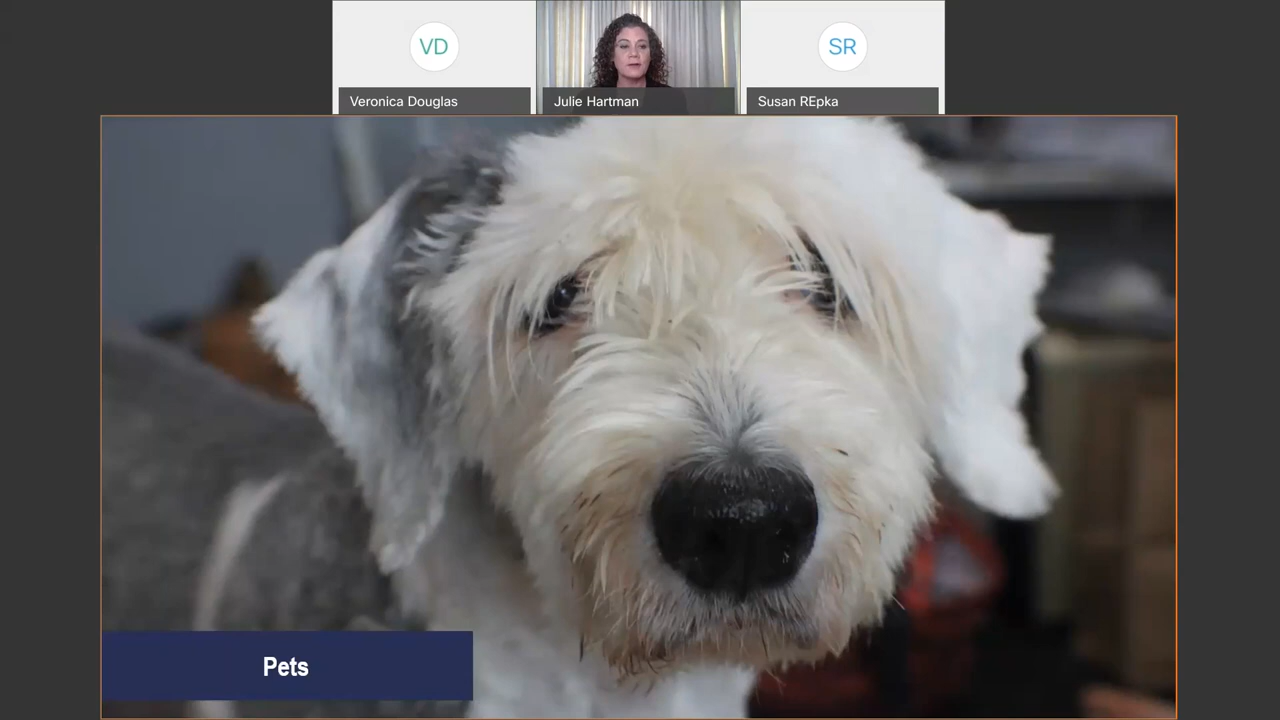 VD
SR
Veronica Douglas
Julie Hartman
Susan REpka
Pets